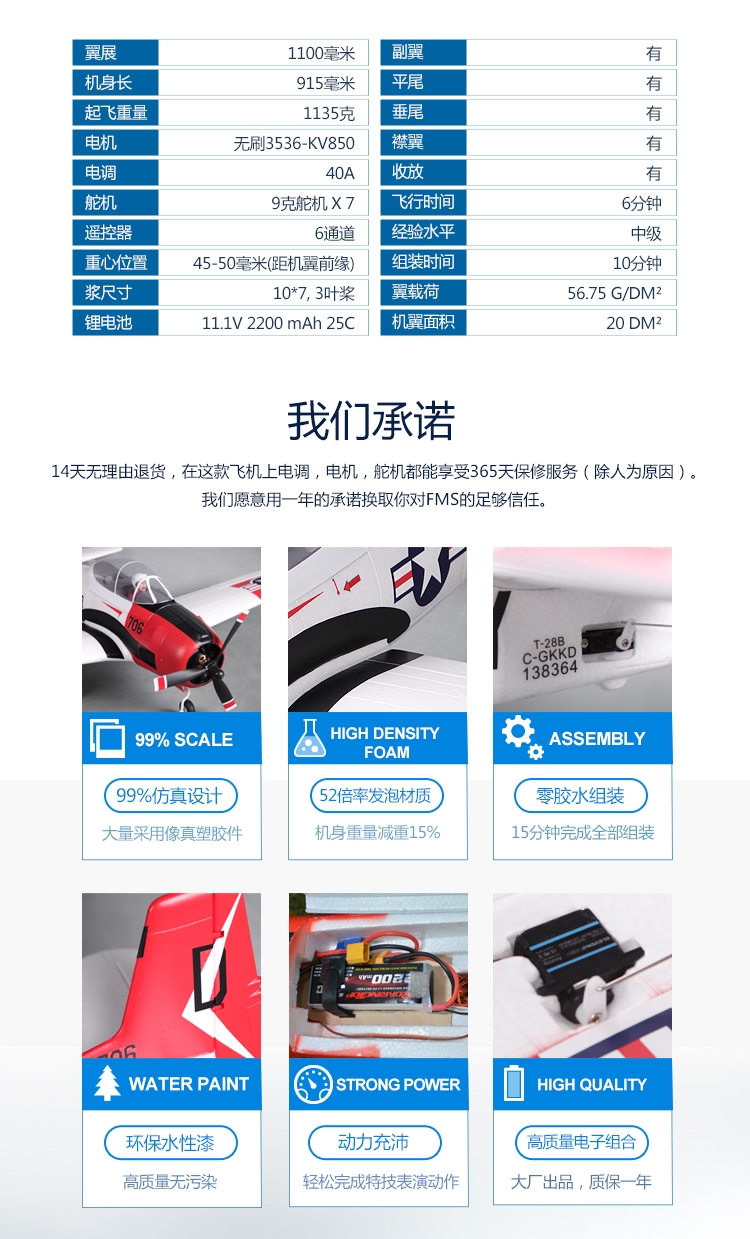 翼展 1100毫米
机身长 915毫米
起飞重量 1135克
电机 无刷3536-KV850
电调 40A
舵机 9克舵机 X 7
遥控器 6通道
重心位置 45-50毫米(距机翼前缘)
浆尺寸 10*7, 3叶桨
锂电池 11.1V 2200 mAh 25C
副翼 有
平尾 有
垂尾 有
襟翼 有
收放 有
飞行时间 6分钟
经验水平 中级
组装时间 10分钟
翼载荷 56.75 G/DM²
机翼面积 20 DM²
我们承诺
14天无理由退货，在这款飞机上电调，电机，舵机都能享受365天保修服务（除人为原因）。
我们愿意用一年的承诺换取你对FMS的足够信任。
706
T-28B
C-GKKD
138364
99% SCALE
HIGH DENSITY
FOAM
ASSEMBLY
99%仿真设计
52倍率发泡材质
零胶水组装
大量采用像真塑胶件
机身重量减重15%
15分钟完成全部组装
706
2200
mAh
WATER PAINT
STRONG POWER
HIGH QUALITY
环保水性漆
动力充沛
高质量电子组合
高质量无污染
轻松完成特技表演动作
大厂出品，质保一年